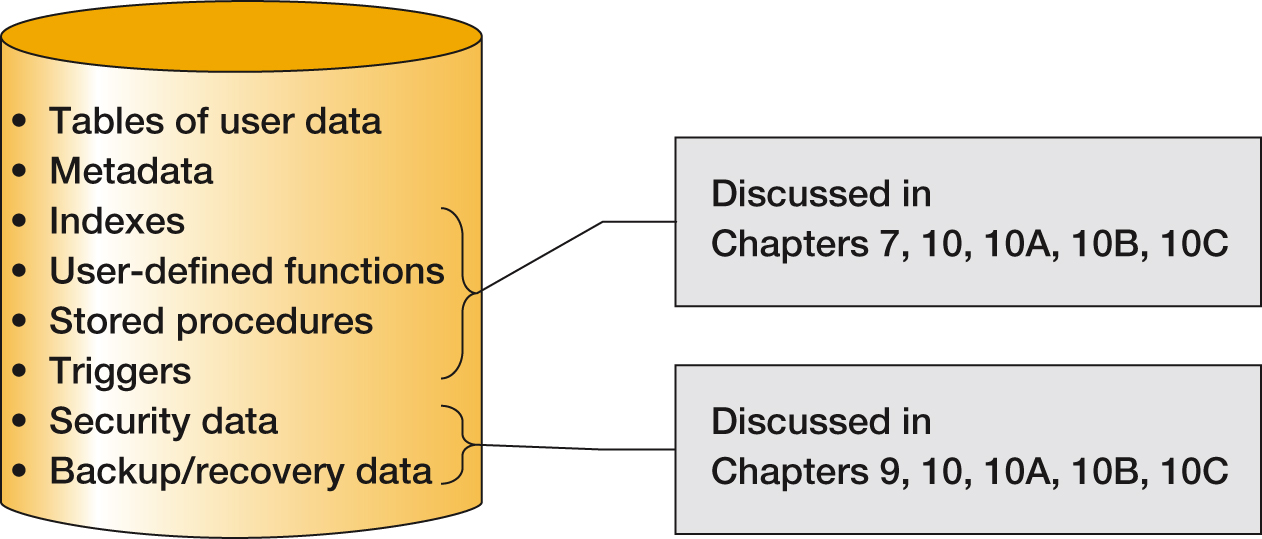 • Tables of user data
• Metadata
• Indexes
• User-defined functions
• Stored procedures
• Triggers
• Security data
• Backup/recovery data
Discussed in
Chapters 7, 10, 10A, 10B, 10C
Discussed in
Chapters 9, 10, 10A, 10B, 10C